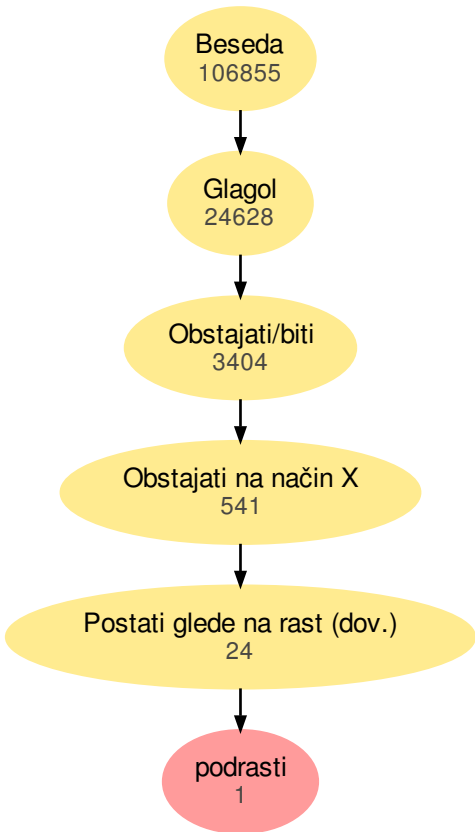 Beseda
106855
Glagol
24628
Obstajati/biti
3404
Obstajati na način X
541
Postati glede na rast (dov.)
24
podrasti
1